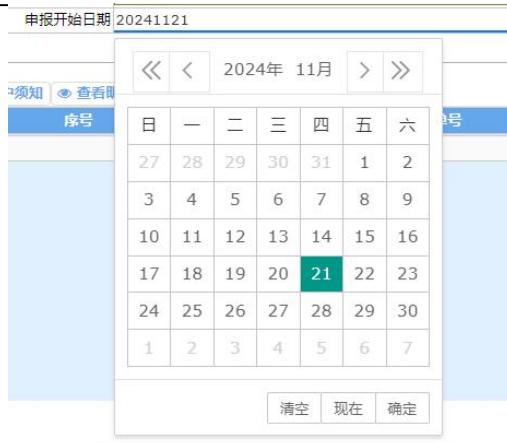 申报开始日期 20241121
2024年 11月
须知 查看
序号 号
日 一 二 三 四 五 六
27 28 29 30 31 1 2
3 4 5 6 7 8 9
10 11 12 13 14 15 16
17 18 19 20 21 22 23
24 25 26 27 28 29 30
1 2 3 4 5 6 7
清空 现在 确定